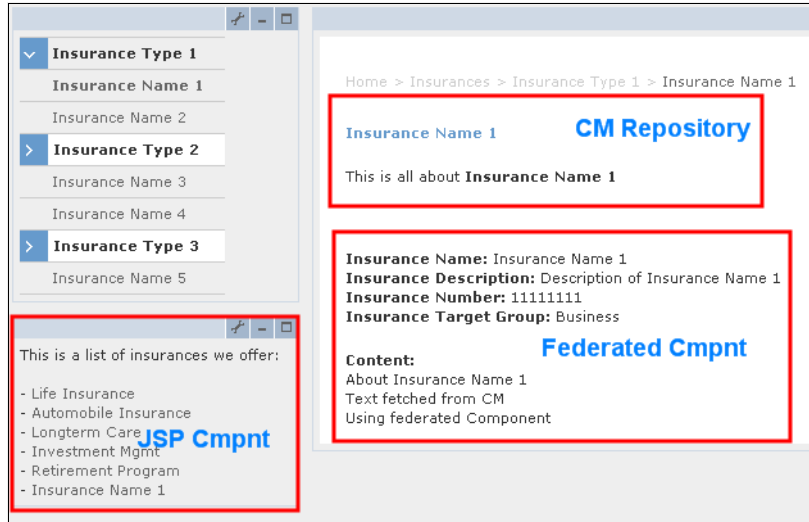 Insurance Type 1
Insurance Name 1
Insurance Name 2
Insurance Type 2
Insurance Name 3
Insurance Name 4
Insurance Type 3
Insurance Name 5
This is a list of insurances we offer:
- Life Insurance
- Automobile Insurance
- Longterm Care
- Investment Mgmt
- Retirement Program
- Insurance Name 1
JSP Cmpnt
Home > Insurances > Insurance Type 1 > Insurance Name 1
Insurance Name 1
CM Repository
This is all about Insurance Name 1
Insurance Name: Insurance Name 1
Insurance Description: Description of Insurance Name 1
Insurance Number: 11111111
Insurance Target Group: Business
Federated Cmpnt
Content:
About Insurance Name 1
Text fetched from CM
Using federated Component